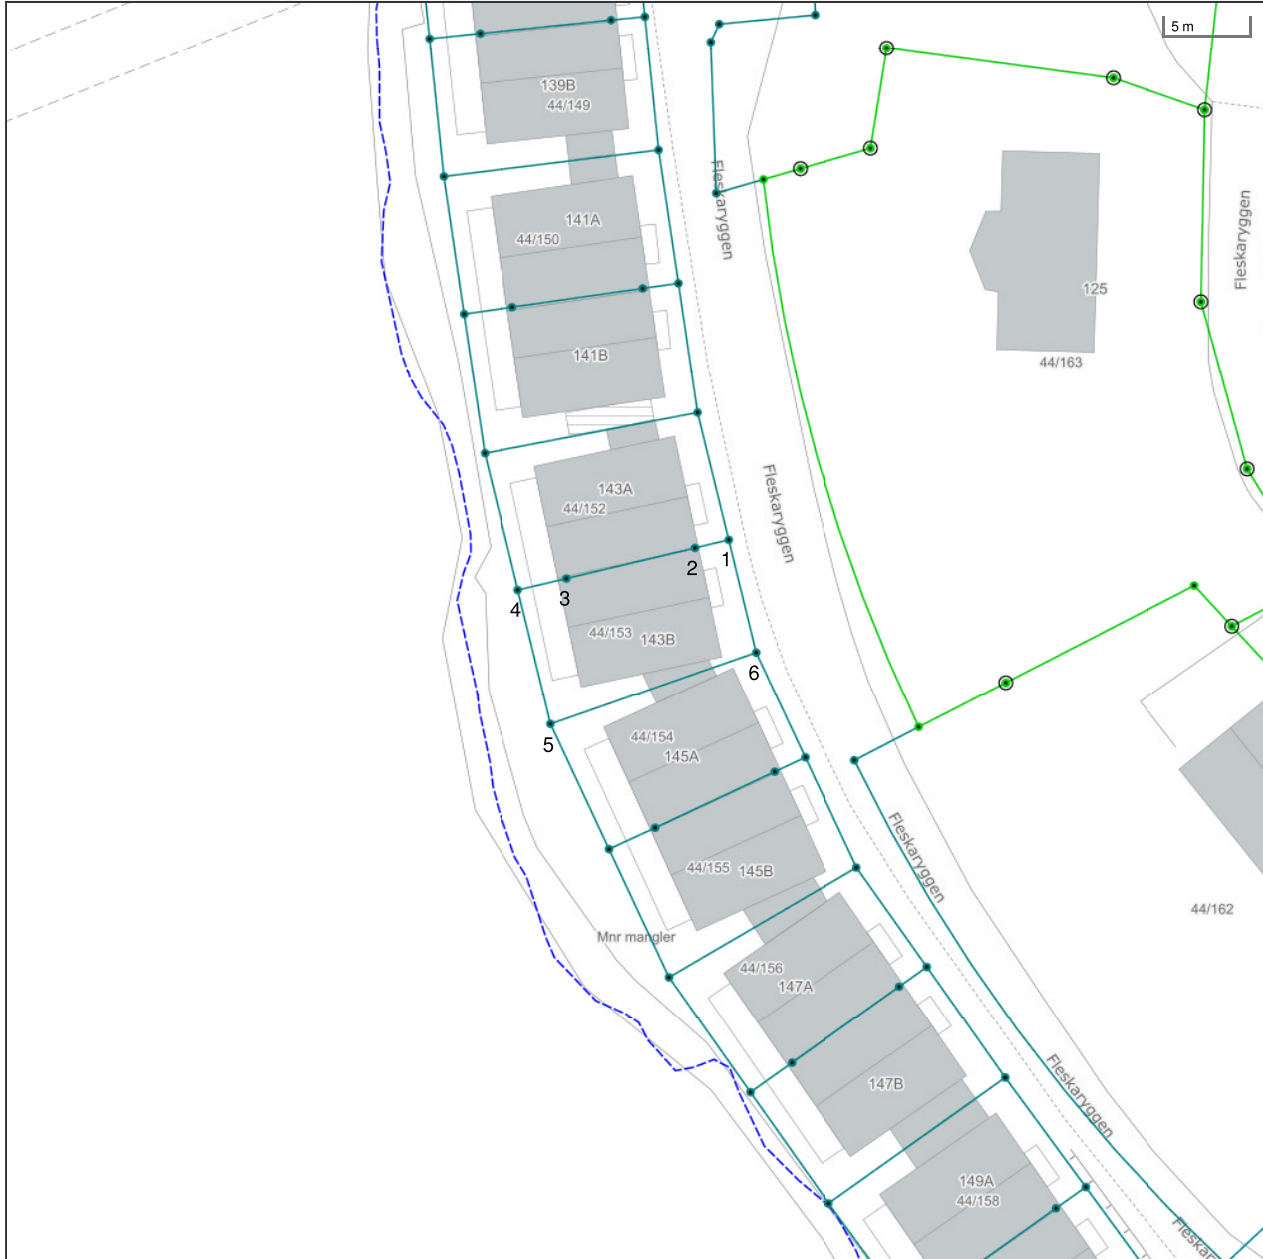 5 m
139B
44/149
Fleskaryggen
Fleskaryggen
141A
44/150
125
141B
44/163
Fleskaryggen
143A
44/152
1
2
3
4
44/153
143B
6
5
44/154
145A
Fleskaryggen
44/155
145B
44/162
Mnr mangler
44/156
147A
147B
Fleskaryggen
149A
44/158
Fleskar